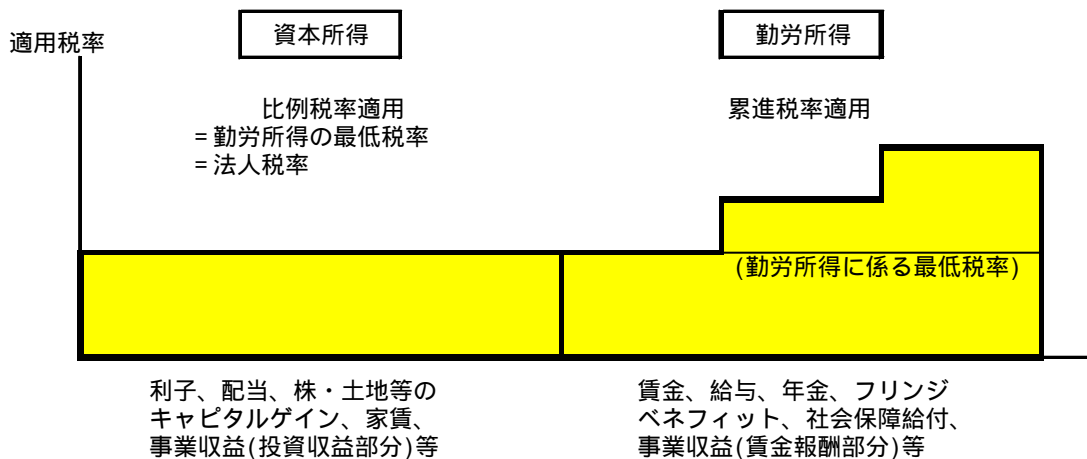 適用税率
資本所得
勤労所得
比例税率適用
=勤労所得の最低税率
=法人税率
累進税率適用
(勤労所得に係る最低税率)
利子、配当、株・土地等の
キャピタルゲイン、家賃、
事業収益(投資収益部分)等
賃金、給与、年金、フリンジ
ベネフィット、社会保障給付、
事業収益(賃金報酬部分)等